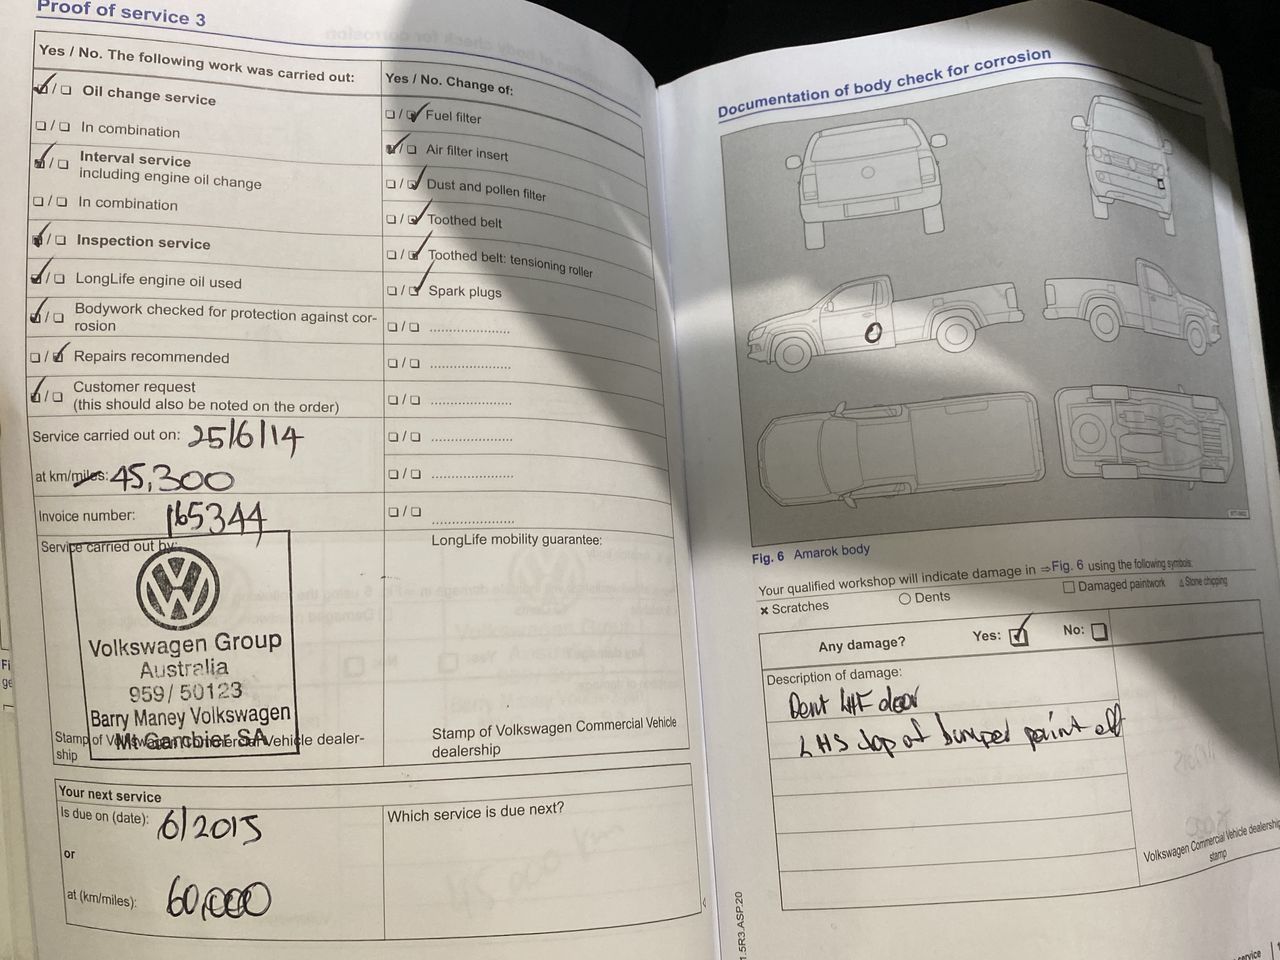 Proof of service 3
Yes / No. The following work was carried out:
Oil change service
In combination
Interval service
including engine oil change
In combination
Inspection service
LongLife engine oil used
Bodywork checked for protection against cor-
rosion
Repairs recommended
Customer request
(this should also be noted on the order)
Service carried out on: 25/6/14
at km/miles: 45,300
Invoice number: 165344
Service carried out by:
Volkswagen Group
Australia
959/ 50123
Barry Maney Volkswagen
Mt Gambier SA
Stamp of Volkswagen Commercial Vehicle dealer-
ship
Yes / No. Change of:
Fuel filter
Air filter insert
Dust and pollen filter
Toothed belt
Toothed belt: tensioning roller
Spark plugs
LongLife mobility guarantee:
Stamp of Volkswagen Commercial Vehicle
dealership
Your next service
Is due on (date): 6/2015
or
at (km/miles): 60,000
Which service is due next?
Documentation of body check for corrosion
Fig. 6 Amarok body
Your qualified workshop will indicate damage in ⇒Fig. 6 using the following symbols:
× Scratches ○ Dents □ Damaged paintwork △ Stone chipping
Any damage? Yes: No:
Description of damage:
Dent LHF door
LHS top of bumper paint off
Volkswagen Commercial Vehicle dealership
stamp
1.5R3.ASP.20